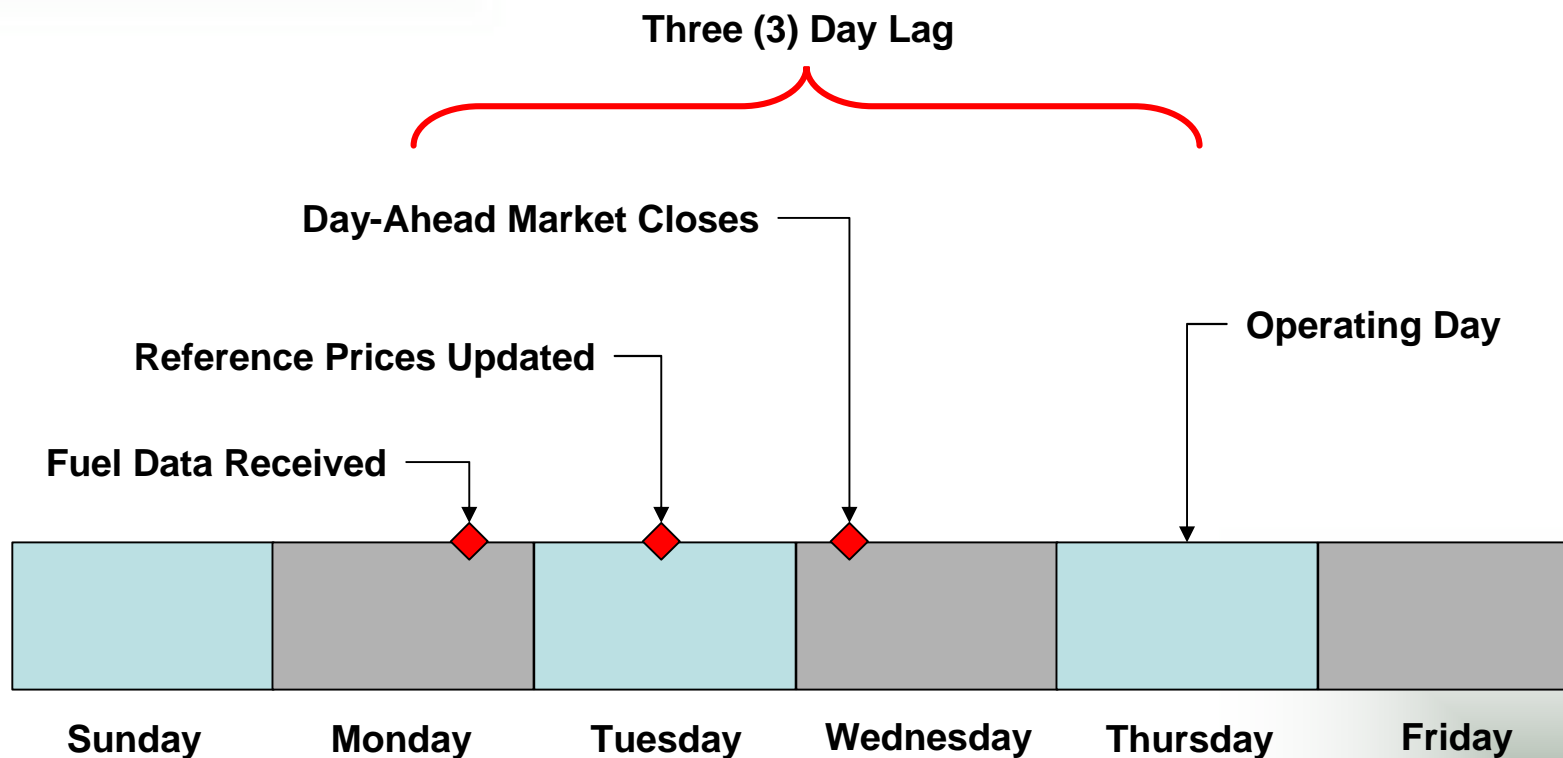 Three (3) Day Lag
Day-Ahead Market Closes
Operating Day
Reference Prices Updated
Fuel Data Received
Sunday
Monday
Tuesday
Wednesday
Thursday
Friday